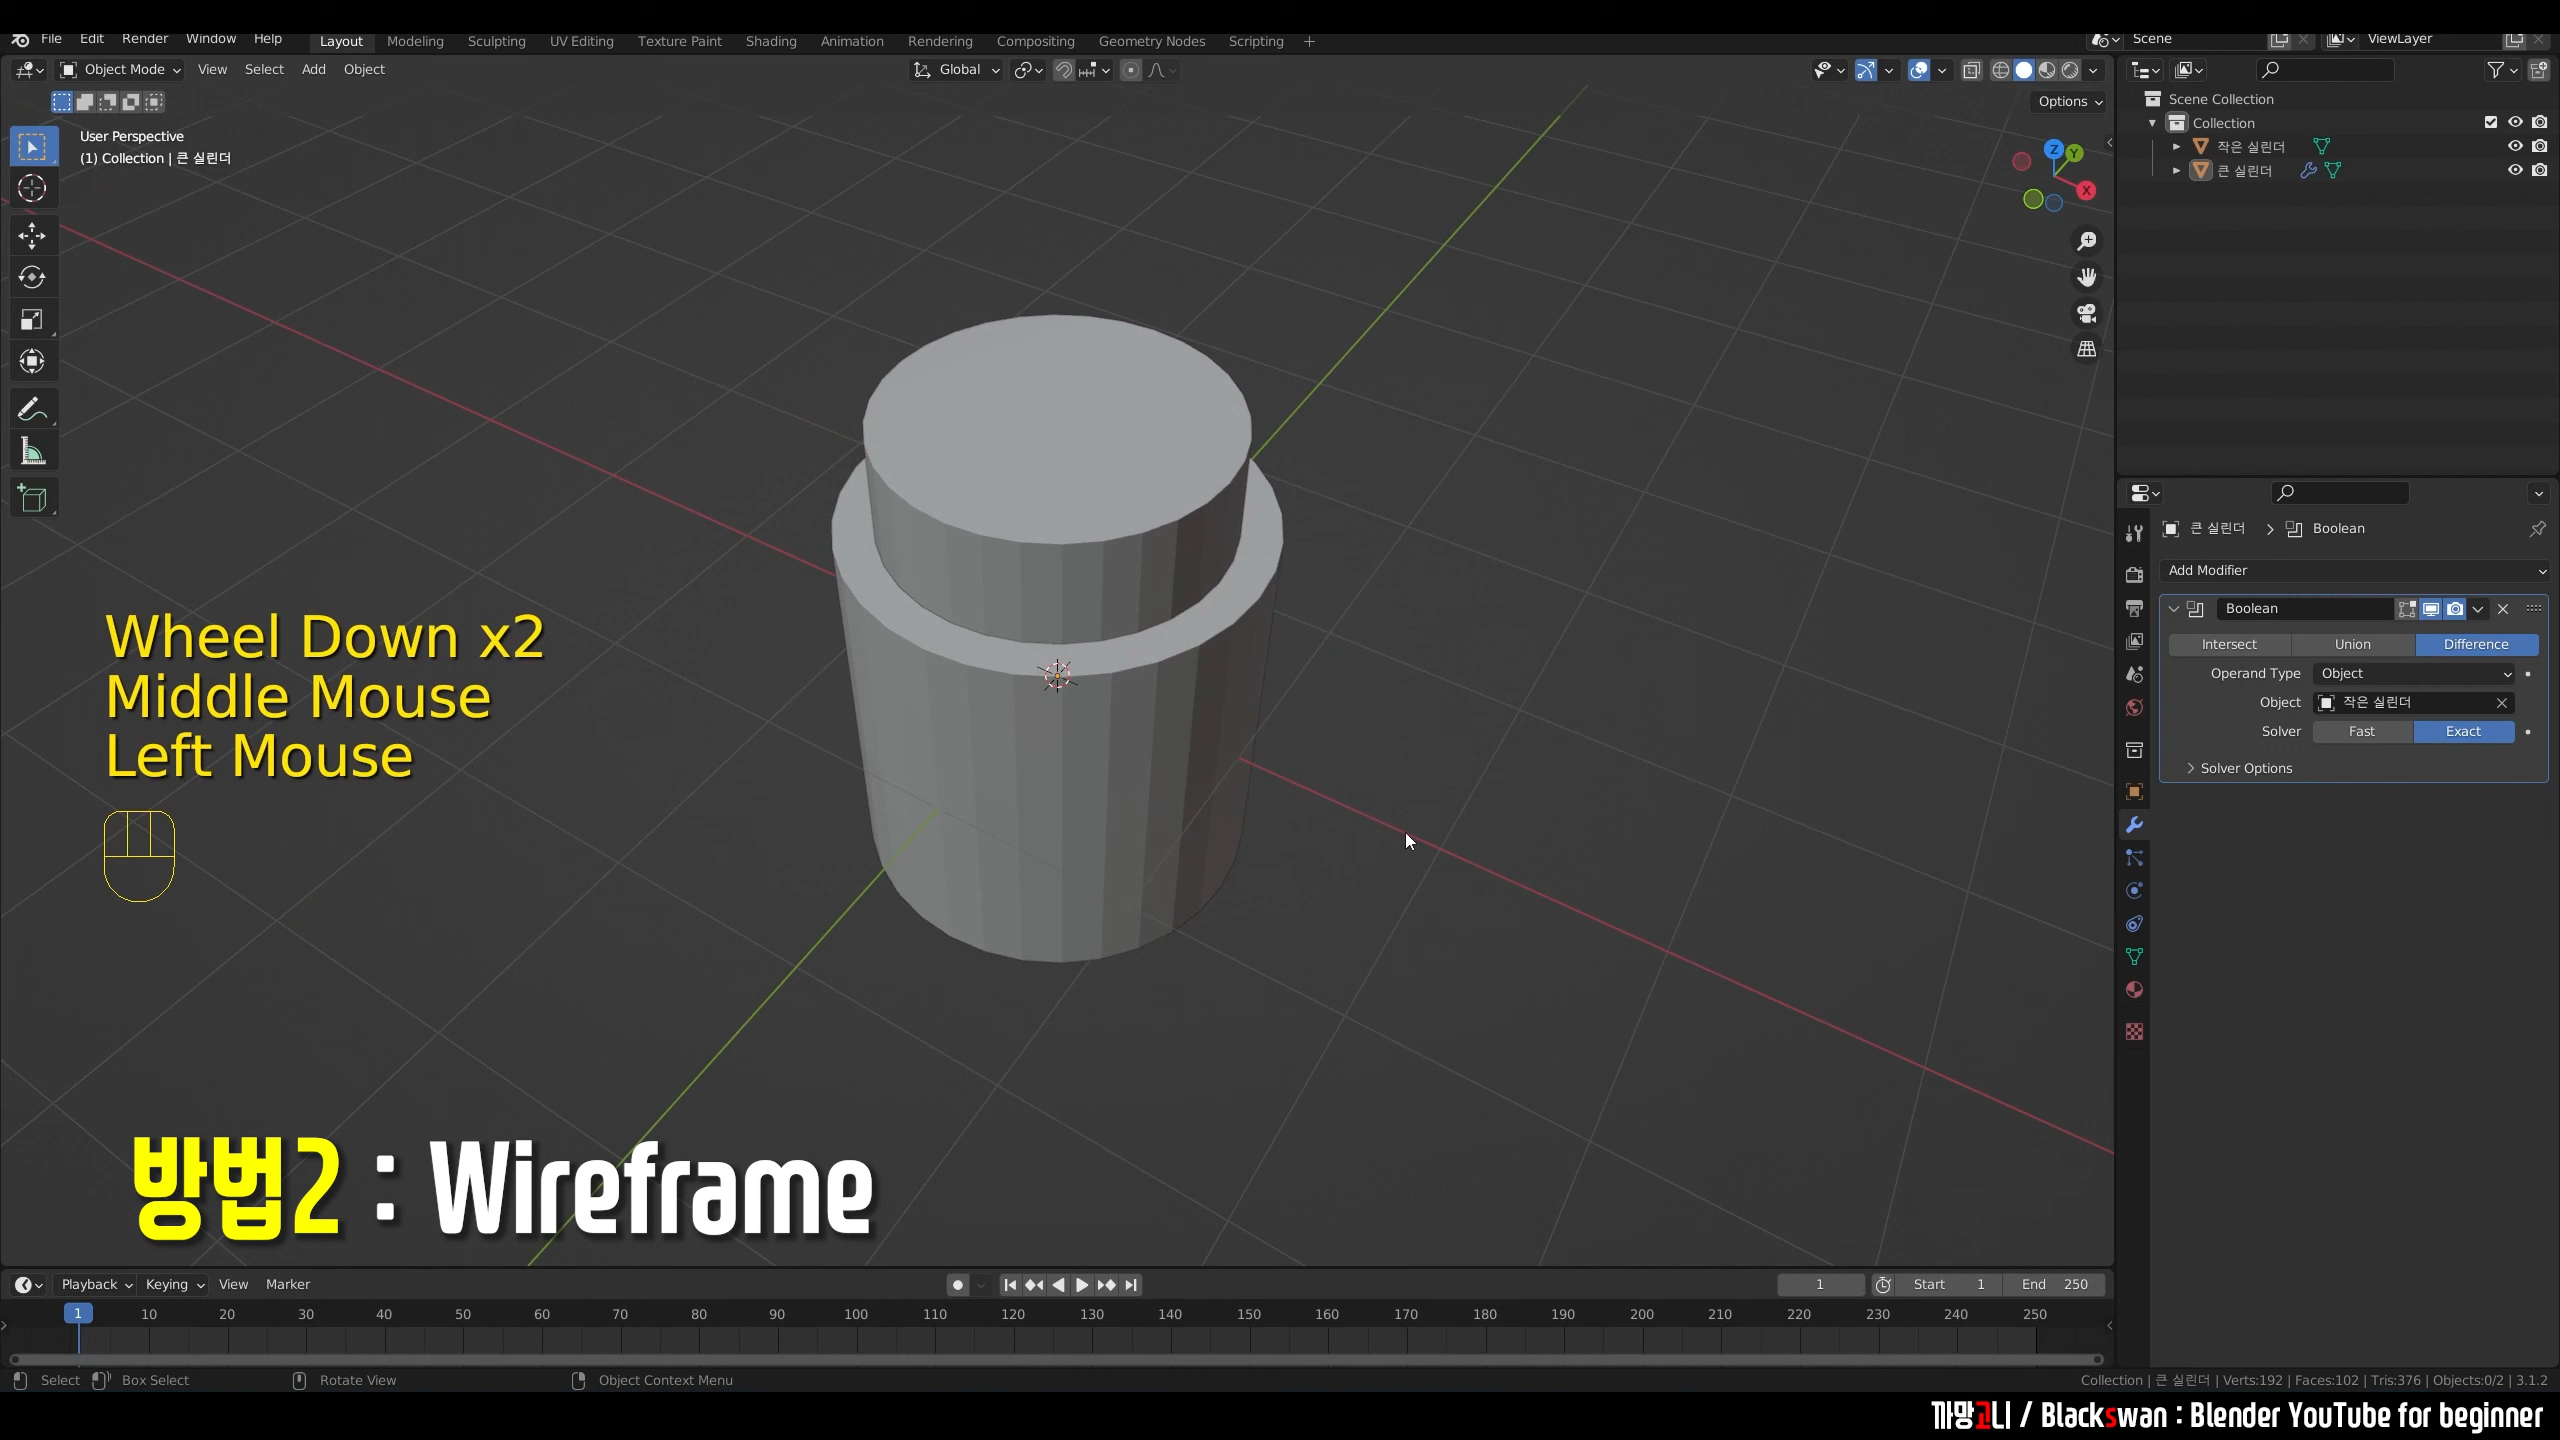 File Edit Render Window Help Layout Modeling Sculpting UV Editing Texture Paint Shading Animation Rendering Compositing Geometry Nodes Scripting + Scene ViewLayer
Object Mode View Select Add Object Global
Options
User Perspective
(1) Collection | 큰 실린더
Z Y X
Scene Collection
Collection
작은 실린더
큰 실린더
큰 실린더 > Boolean
Add Modifier
Boolean
Intersect Union Difference
Operand Type Object
Object 작은 실린더
Solver Fast Exact
Solver Options
Wheel Down x2
Middle Mouse
Left Mouse
방법2 : Wireframe
Playback Keying View Marker 1 Start 1 End 250
1 10 20 30 40 50 60 70 80 90 100 110 120 130 140 150 160 170 180 190 200 210 220 230 240 250
Select Box Select Rotate View Object Context Menu Collection | 큰 실린더 | Verts:192 | Faces:102 | Tris:376 | Objects:0/2 | 3.1.2
까망고니 / Blackswan : Blender YouTube for beginner